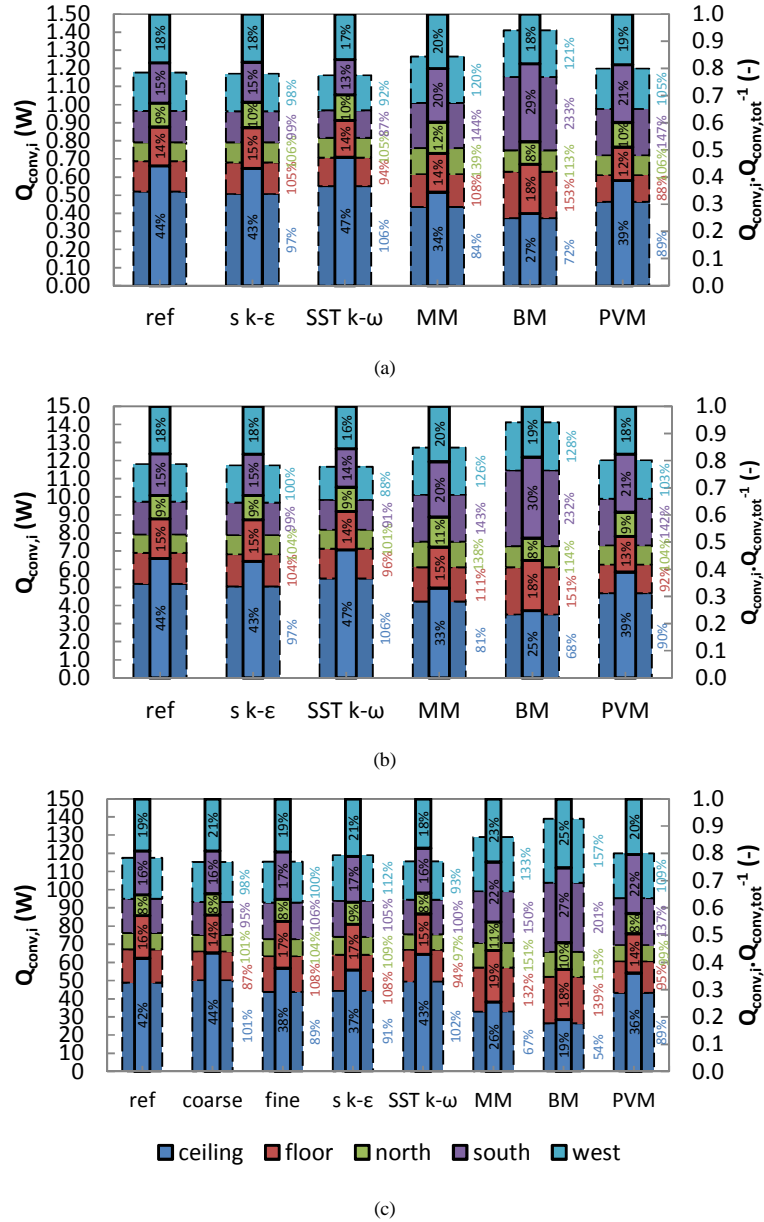 1.50
1.40
1.30
1.20
1.10
1.00
0.90
0.80
0.70
0.60
0.50
0.40
0.30
0.20
0.10
0.00
Q_conv,i (W)
1.0
0.9
0.8
0.7
0.6
0.5
0.4
0.3
0.2
0.1
0.0
Q_conv,i.Q_conv,tot^-1 (-)
18% 18% 17% 20% 18% 19%
15% 15% 13% 20% 29% 21%
9% 10% 10% 12% 8% 10%
14% 15% 14% 14% 18% 12%
44% 43% 47% 34% 27% 39%
98% 92% 120% 121% 105%
99% 87% 144% 233% 147%
106% 105% 139% 113% 106%
105% 94% 108% 153% 88%
97% 106% 84% 72% 89%
ref s k-ε SST k-ω MM BM PVM
(a)
15.0
14.0
13.0
12.0
11.0
10.0
9.0
8.0
7.0
6.0
5.0
4.0
3.0
2.0
1.0
0.0
Q_conv,i (W)
1.0
0.9
0.8
0.7
0.6
0.5
0.4
0.3
0.2
0.1
0.0
Q_conv,i.Q_conv,tot^-1 (-)
18% 18% 16% 20% 19% 18%
15% 15% 14% 20% 30% 21%
9% 9% 9% 11% 8% 9%
15% 15% 14% 15% 18% 13%
44% 43% 47% 33% 25% 39%
100% 88% 126% 128% 103%
99% 91% 143% 232% 142%
104% 101% 138% 114% 104%
104% 96% 111% 151% 92%
97% 106% 81% 68% 90%
ref s k-ε SST k-ω MM BM PVM
(b)
150
140
130
120
110
100
90
80
70
60
50
40
30
20
10
0
Q_conv,i (W)
1.0
0.9
0.8
0.7
0.6
0.5
0.4
0.3
0.2
0.1
0.0
Q_conv,i.Q_conv,tot^-1 (-)
19% 21% 19% 21% 18% 23% 25% 20%
16% 16% 17% 17% 16% 22% 27% 22%
8% 8% 8% 9% 8% 11% 10% 8%
16% 14% 17% 17% 15% 19% 18% 14%
42% 44% 38% 37% 43% 26% 19% 36%
98% 100% 112% 93% 133% 157% 109%
95% 106% 105% 100% 150% 201% 137%
101% 104% 109% 97% 151% 153%
87% 108% 108% 94% 132% 139% 95%
101% 89% 91% 102% 67% 54% 89%
ref coarse fine s k-ε SST k-ω MM BM PVM
ceiling floor north south west
(c)